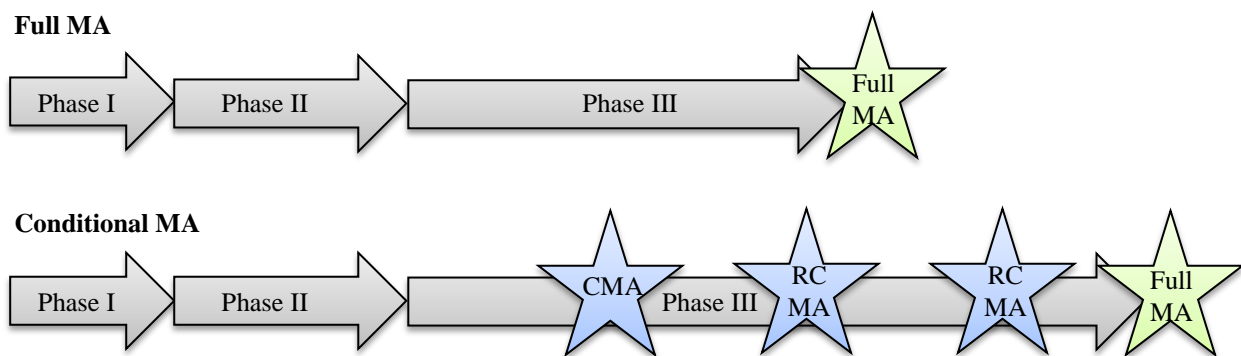 Full MA
Phase I
Phase II
Phase III
Full
MA
Conditional MA
Phase I
Phase II
CMA
Phase III
RC
MA
RC
MA
Full
MA